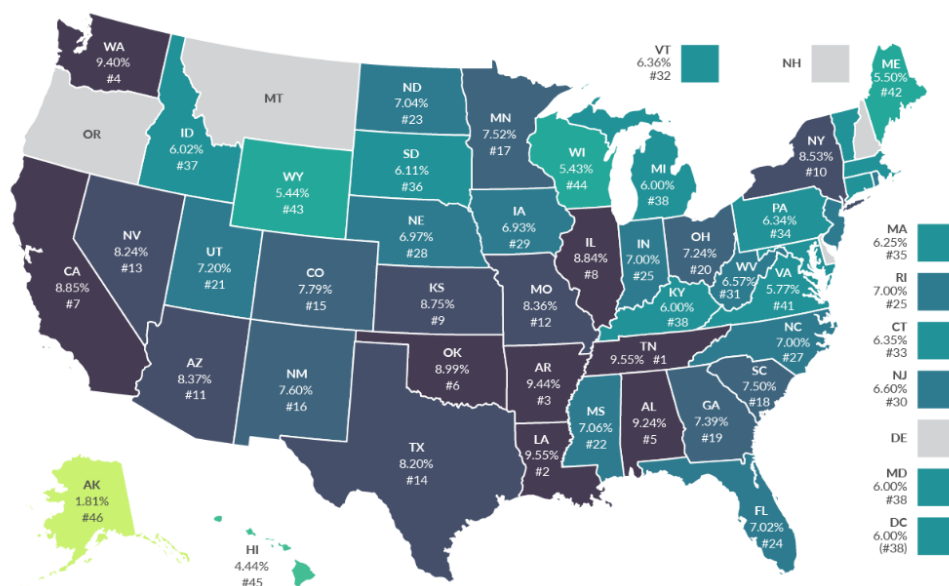 WA
9.40%
#4
VT
6.36%
#32
NH
ME
5.50%
#42
MT
ND
7.04%
#23
MN
7.52%
#17
OR
ID
6.02%
#37
WY
5.44%
#43
SD
6.11%
#36
WI
5.43%
#44
MI
6.00%
#38
NY
8.53%
#10
NV
8.24%
#13
UT
7.20%
#21
CO
7.79%
#15
NE
6.97%
#28
IA
6.93%
#29
IL
8.84%
#8
IN
7.00%
#25
OH
7.24%
#20
PA
6.34%
#34
CA
8.85%
#7
KS
8.75%
#9
MO
8.36%
#12
KY
6.00%
#38
WV
6.57%
#31
VA
5.77%
#41
MA
6.25%
#35
RI
7.00%
#25
CT
6.35%
#33
NJ
6.60%
#30
DE
MD
6.00%
#38
DC
6.00%
(#38)
AZ
8.37%
#11
NM
7.60%
#16
OK
8.99%
#6
AR
9.44%
#3
TN
9.55% #1
NC
7.00%
#27
SC
7.50%
#18
TX
8.20%
#14
LA
9.55%
#2
MS
7.06%
#22
AL
9.24%
#5
GA
7.39%
#19
FL
7.02%
#24
AK
1.81%
#46
HI
4.44%
#45